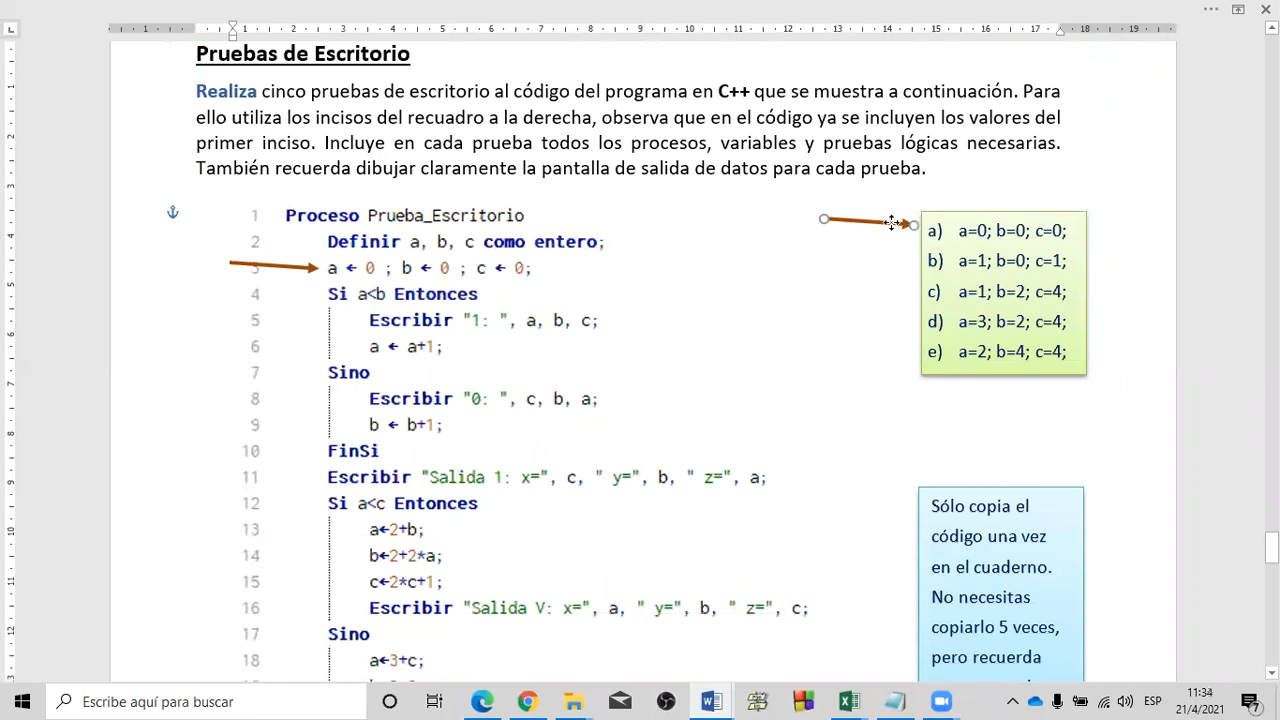 Pruebas de Escritorio
Realiza cinco pruebas de escritorio al código del programa en C++ que se muestra a continuación. Para
ello utiliza los incisos del recuadro a la derecha, observa que en el código ya se incluyen los valores del
primer inciso. Incluye en cada prueba todos los procesos, variables y pruebas lógicas necesarias.
También recuerda dibujar claramente la pantalla de salida de datos para cada prueba.
1 Proceso Prueba_Escritorio
2 Definir a, b, c como entero;
3 a ← 0 ; b ← 0 ; c ← 0;
4 Si a<b Entonces
5 Escribir "1: ", a, b, c;
6 a ← a+1;
7 Sino
8 Escribir "0: ", c, b, a;
9 b ← b+1;
10 FinSi
11 Escribir "Salida 1: x=", c, " y=", b, " z=", a;
12 Si a<c Entonces
13 a←2+b;
14 b←2+2*a;
15 c←2*c+1;
16 Escribir "Salida V: x=", a, " y=", b, " z=", c;
17 Sino
18 a←3+c;
a) a=0; b=0; c=0;
b) a=1; b=0; c=1;
c) a=1; b=2; c=4;
d) a=3; b=2; c=4;
e) a=2; b=4; c=4;
Sólo copia el
código una vez
en el cuaderno.
No necesitas
copiarlo 5 veces,
pero recuerda
Escribe aquí para buscar
ESP
11:34
21/4/2021